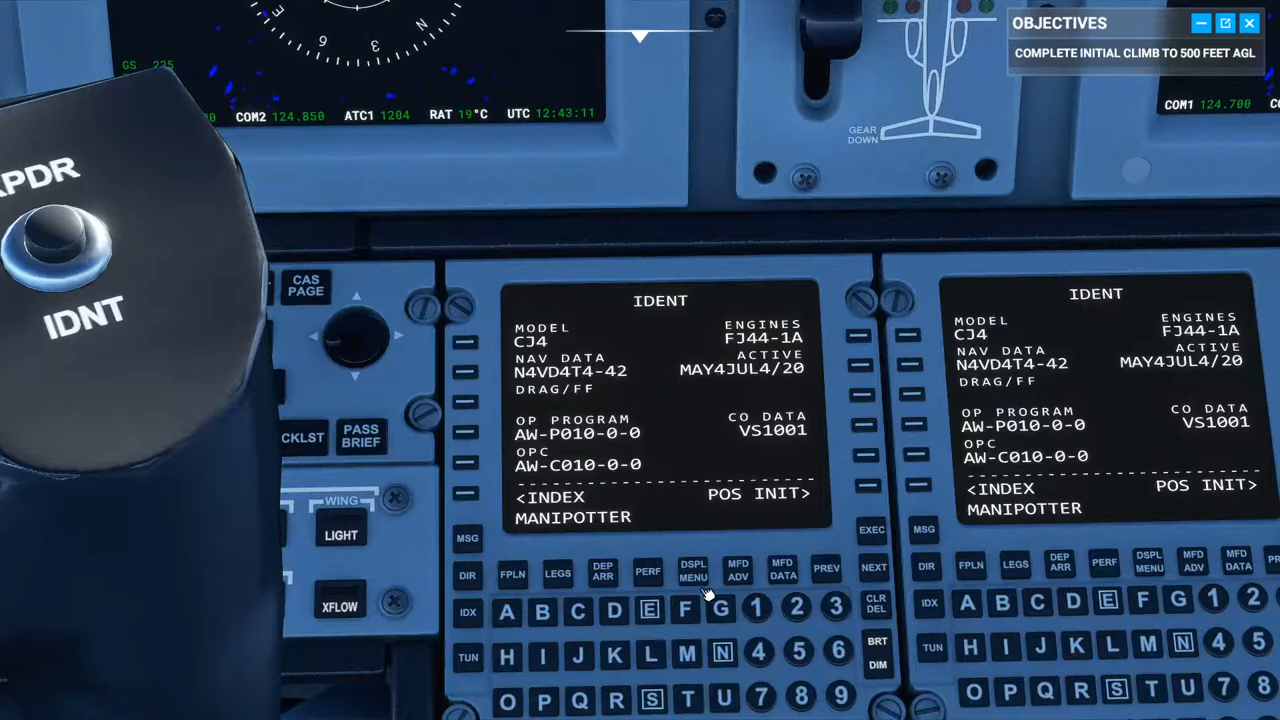 OBJECTIVES
COMPLETE INITIAL CLIMB TO 500 FEET AGL
E
6
3
N
GS 235
COM2 124.850 ATC1 1204 RAT 19°C UTC 12:43:11
COM1 124.700
GEAR
DOWN
IDNT
CAS
PAGE
CKLST
PASS
BRIEF
WING
LIGHT
XFLOW
IDENT
MODEL ENGINES
CJ4 FJ44-1A
NAV DATA ACTIVE
N4VD4T4-42 MAY4JUL4/20
DRAG/FF
OP PROGRAM CO DATA
AW-P010-0-0 VS1001
OPC
AW-C010-0-0
<INDEX POS INIT>
MANIPOTTER
MSG EXEC
DIR FPLN LEGS DEP ARR PERF DSPL MENU MFD ADV MFD DATA PREV NEXT
IDX A B C D E F G 1 2 3 CLR DEL
TUN H I J K L M N 4 5 6 BRT DIM
O P Q R S T U 7 8 9
IDENT
MODEL ENGINES
CJ4 FJ44-1A
NAV DATA ACTIVE
N4VD4T4-42 MAY4JUL4/20
DRAG/FF
OP PROGRAM CO DATA
AW-P010-0-0 VS1001
OPC
AW-C010-0-0
<INDEX POS INIT>
MANIPOTTER
MSG
DIR FPLN LEGS DEP ARR PERF DSPL MENU MFD ADV MFD DATA
IDX A B C D E F G 1 2
TUN H I J K L M N 4 5
O P Q R S T U 7 8